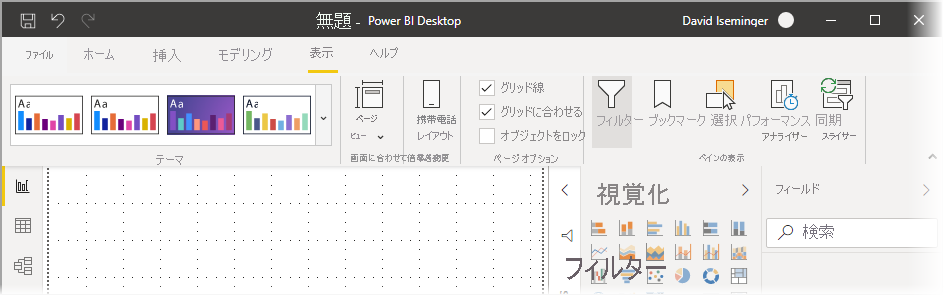 無題 - Power BI Desktop
David Iseminger
ファイル ホーム 挿入 モデリング 表示 ヘルプ
Aa Aa Aa Aa
ページ
ビュー
携帯電話
レイアウト
グリッド線
グリッドに合わせる
オブジェクトをロック
フィルター ブックマーク 選択 パフォーマンス 同期
アナライザー スライサー
テーマ
画面に合わせて
ページ オプション
ペインの表示
視覚化
フィールド
検索
フィルター